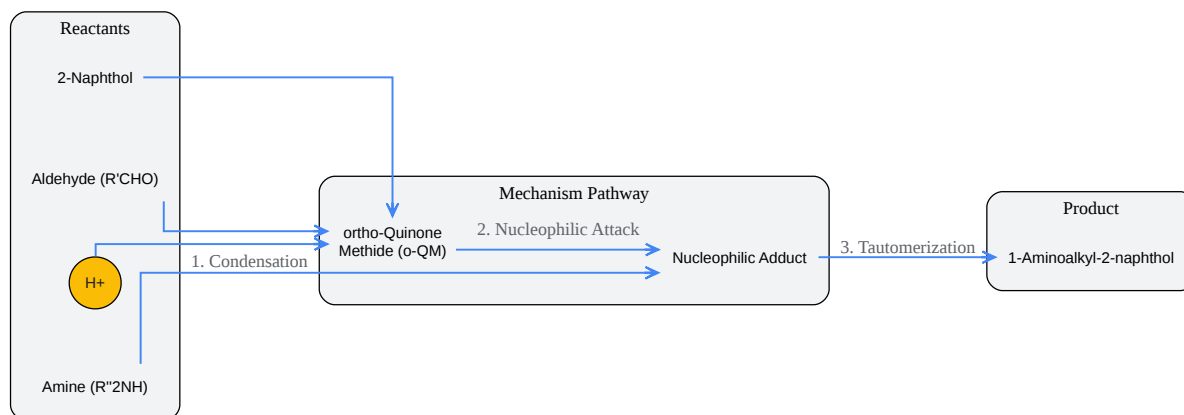 Reactants
2-Naphthol
Aldehyde (R'CHO)
H+
Amine (R"2NH)
1. Condensation
Mechanism Pathway
ortho-Quinone
Methide (o-QM)
2. Nucleophilic Attack
Nucleophilic Adduct
3. Tautomerization
Product
1-Aminoalkyl-2-naphthol